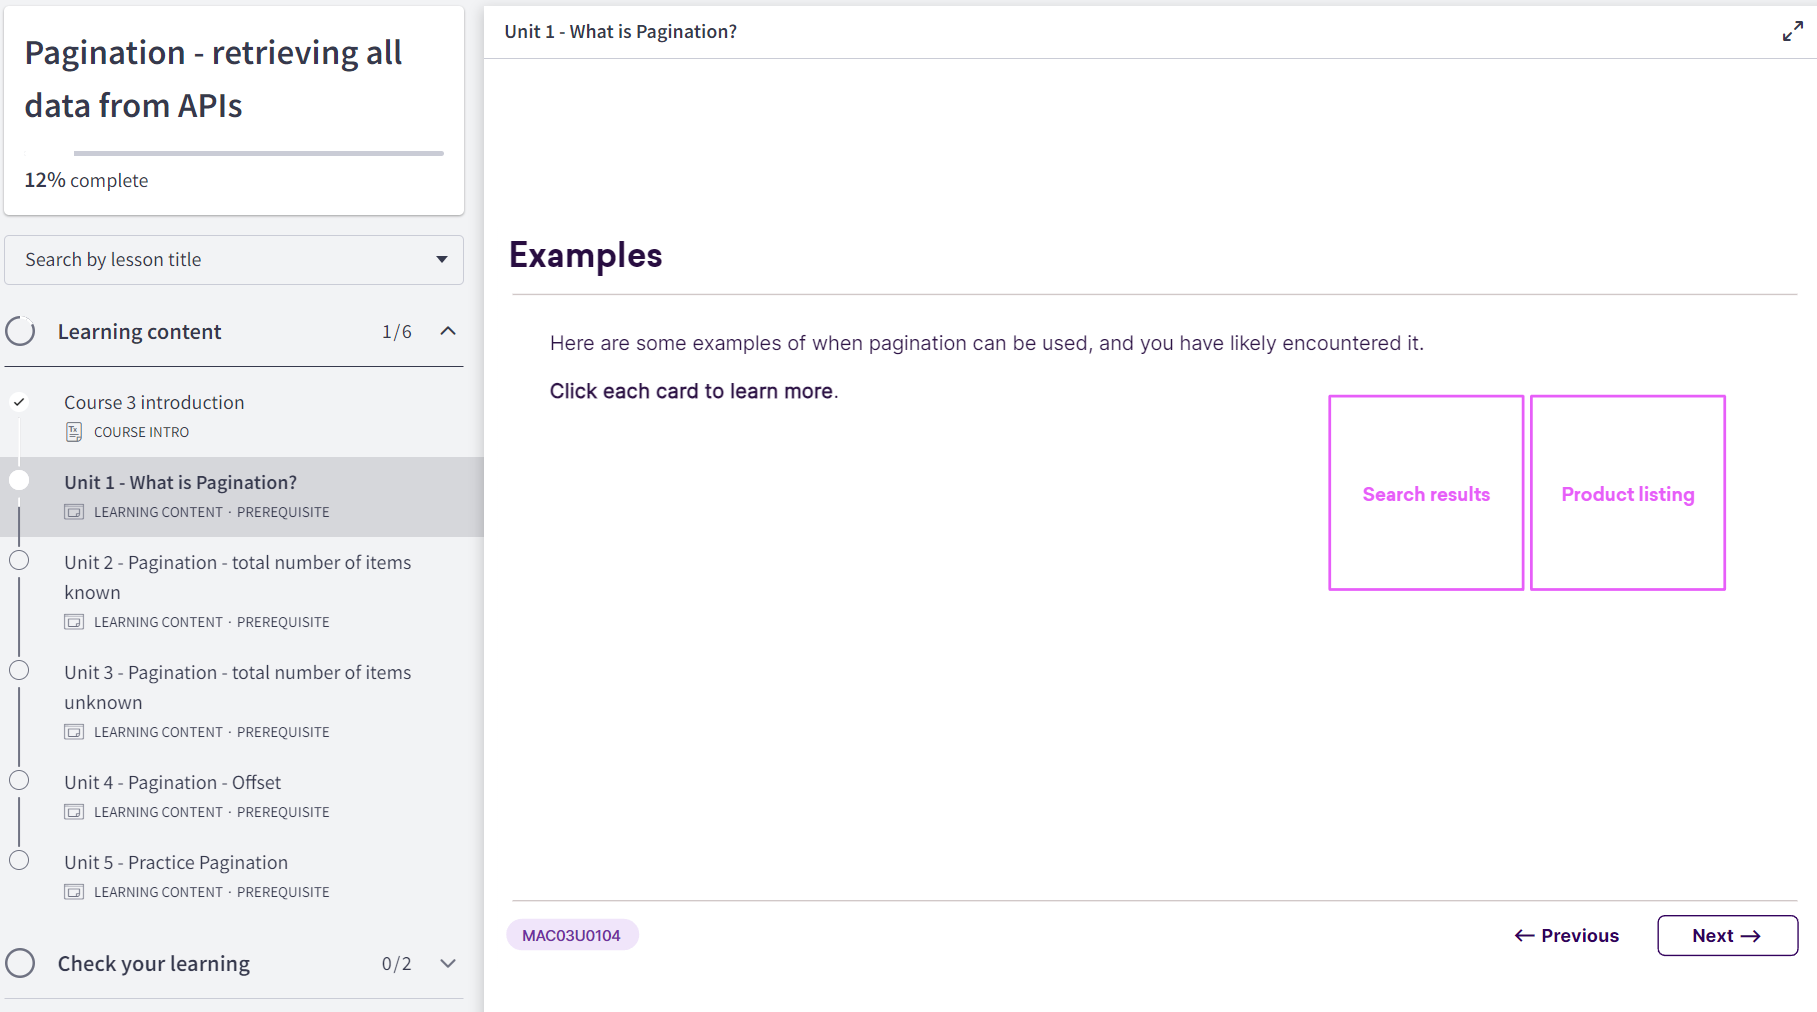 Pagination - retrieving all
data from APIs
12% complete
Search by lesson title
Learning content 1/6
Course 3 introduction
COURSE INTRO
Unit 1 - What is Pagination?
LEARNING CONTENT · PREREQUISITE
Unit 2 - Pagination - total number of items
known
LEARNING CONTENT · PREREQUISITE
Unit 3 - Pagination - total number of items
unknown
LEARNING CONTENT · PREREQUISITE
Unit 4 - Pagination - Offset
LEARNING CONTENT · PREREQUISITE
Unit 5 - Practice Pagination
LEARNING CONTENT · PREREQUISITE
Check your learning 0/2
Unit 1 - What is Pagination?
Examples
Here are some examples of when pagination can be used, and you have likely encountered it.
Click each card to learn more.
Search results
Product listing
MAC03U0104
← Previous
Next →